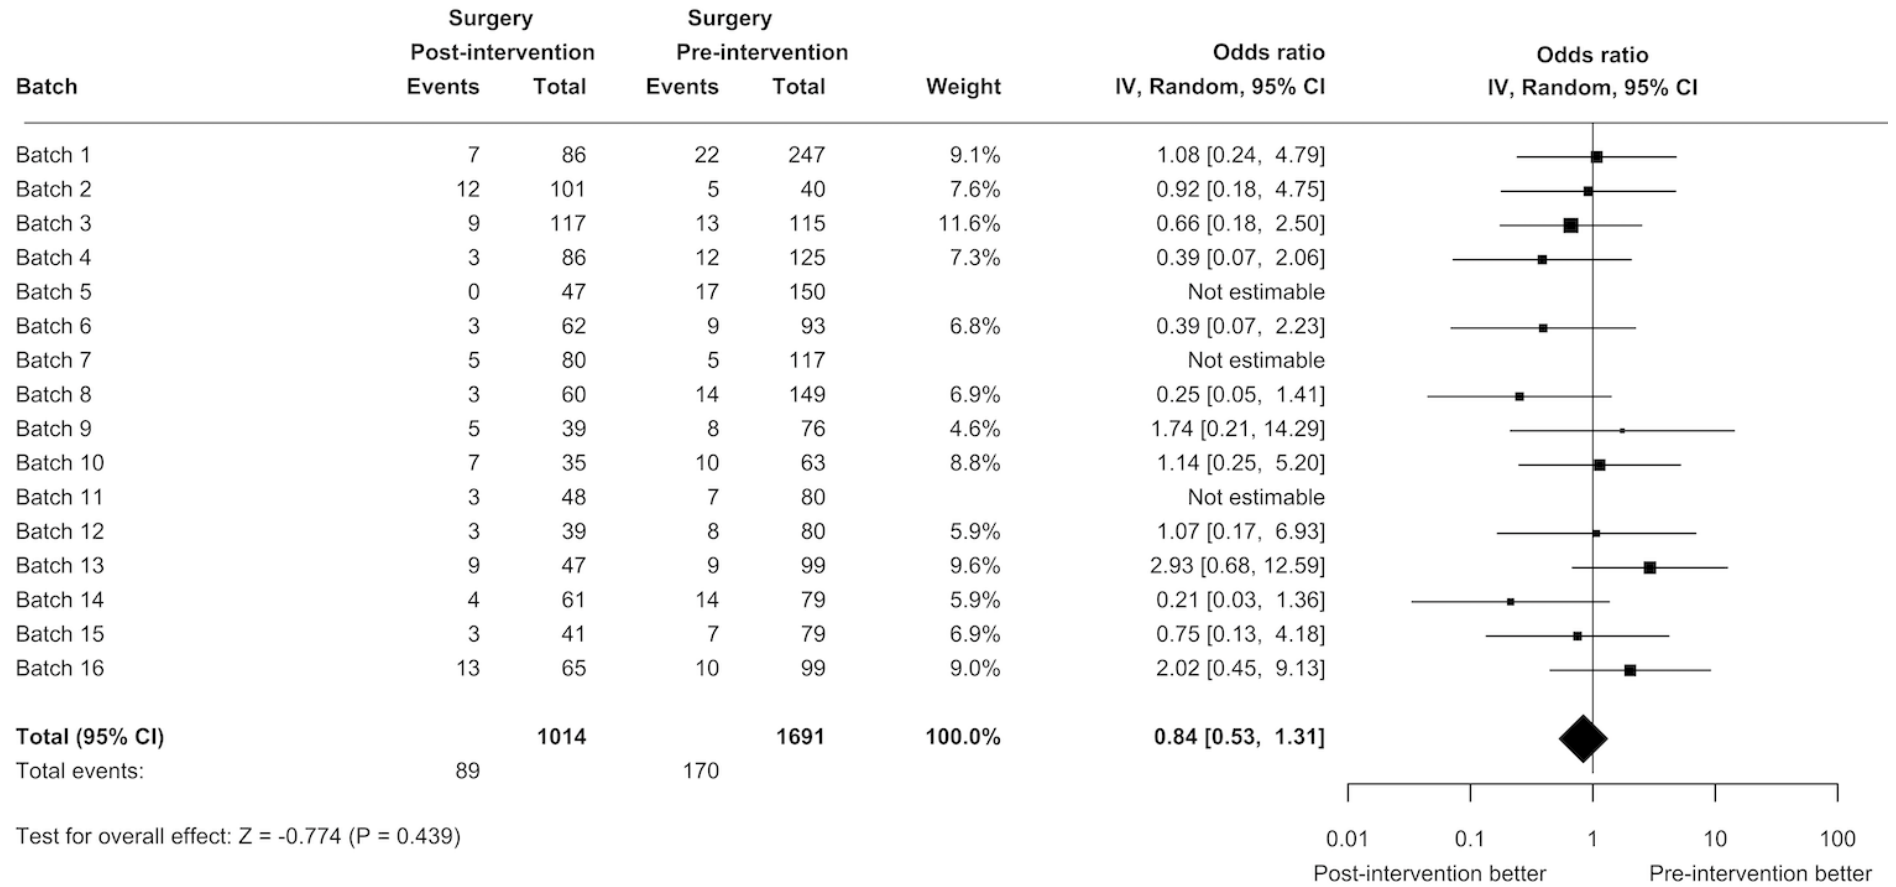 Surgery Surgery
Post-intervention Pre-intervention Odds ratio Odds ratio
Batch Events Total Events Total Weight IV, Random, 95% CI IV, Random, 95% CI
Batch 1 7 86 22 247 9.1% 1.08 [0.24, 4.79]
Batch 2 12 101 5 40 7.6% 0.92 [0.18, 4.75]
Batch 3 9 117 13 115 11.6% 0.66 [0.18, 2.50]
Batch 4 3 86 12 125 7.3% 0.39 [0.07, 2.06]
Batch 5 0 47 17 150 Not estimable
Batch 6 3 62 9 93 6.8% 0.39 [0.07, 2.23]
Batch 7 5 80 5 117 Not estimable
Batch 8 3 60 14 149 6.9% 0.25 [0.05, 1.41]
Batch 9 5 39 8 76 4.6% 1.74 [0.21, 14.29]
Batch 10 7 35 10 63 8.8% 1.14 [0.25, 5.20]
Batch 11 3 48 7 80 Not estimable
Batch 12 3 39 8 80 5.9% 1.07 [0.17, 6.93]
Batch 13 9 47 9 99 9.6% 2.93 [0.68, 12.59]
Batch 14 4 61 14 79 5.9% 0.21 [0.03, 1.36]
Batch 15 3 41 7 79 6.9% 0.75 [0.13, 4.18]
Batch 16 13 65 10 99 9.0% 2.02 [0.45, 9.13]
Total (95% CI) 1014 1691 100.0% 0.84 [0.53, 1.31]
Total events: 89 170
Test for overall effect: Z = -0.774 (P = 0.439)
0.01 0.1 1 10 100
Post-intervention better Pre-intervention better